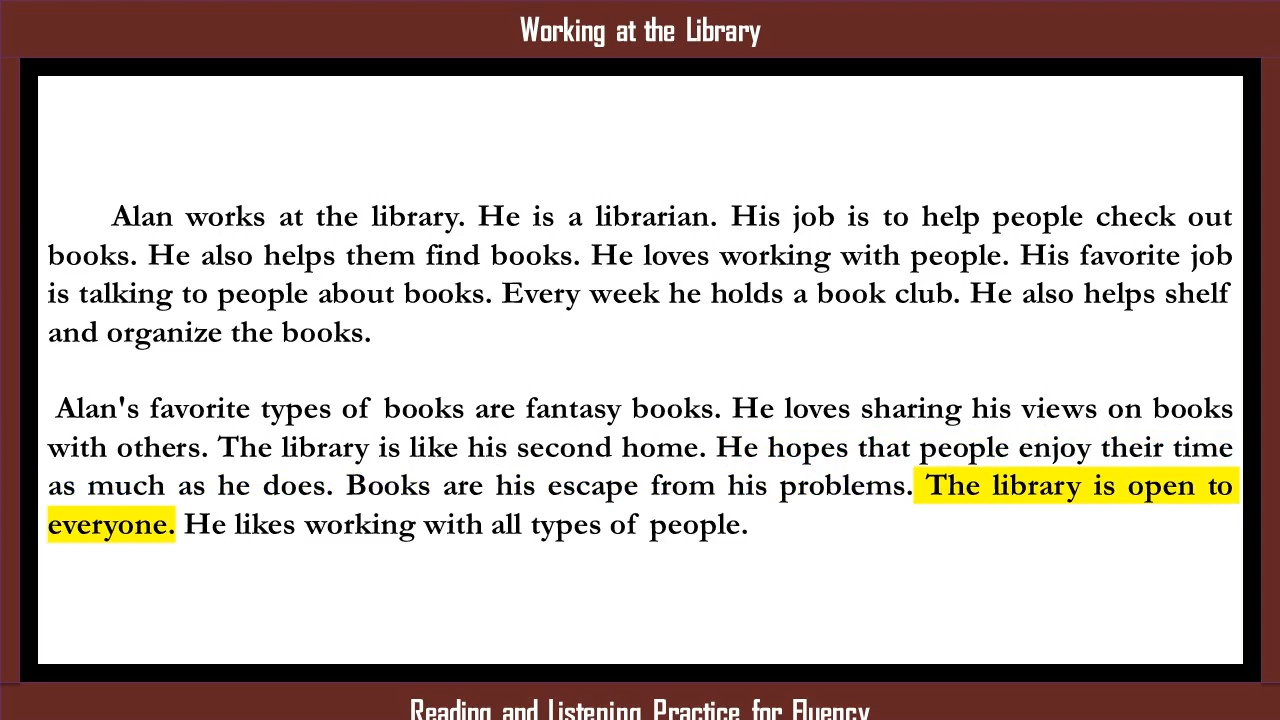 Working at the Library
Alan works at the library. He is a librarian. His job is to help people check out
books. He also helps them find books. He loves working with people. His favorite job
is talking to people about books. Every week he holds a book club. He also helps shelf
and organize the books.
Alan's favorite types of books are fantasy books. He loves sharing his views on books
with others. The library is like his second home. He hopes that people enjoy their time
as much as he does. Books are his escape from his problems. The library is open to
everyone. He likes working with all types of people.
Reading and Listening Practice for Fluency